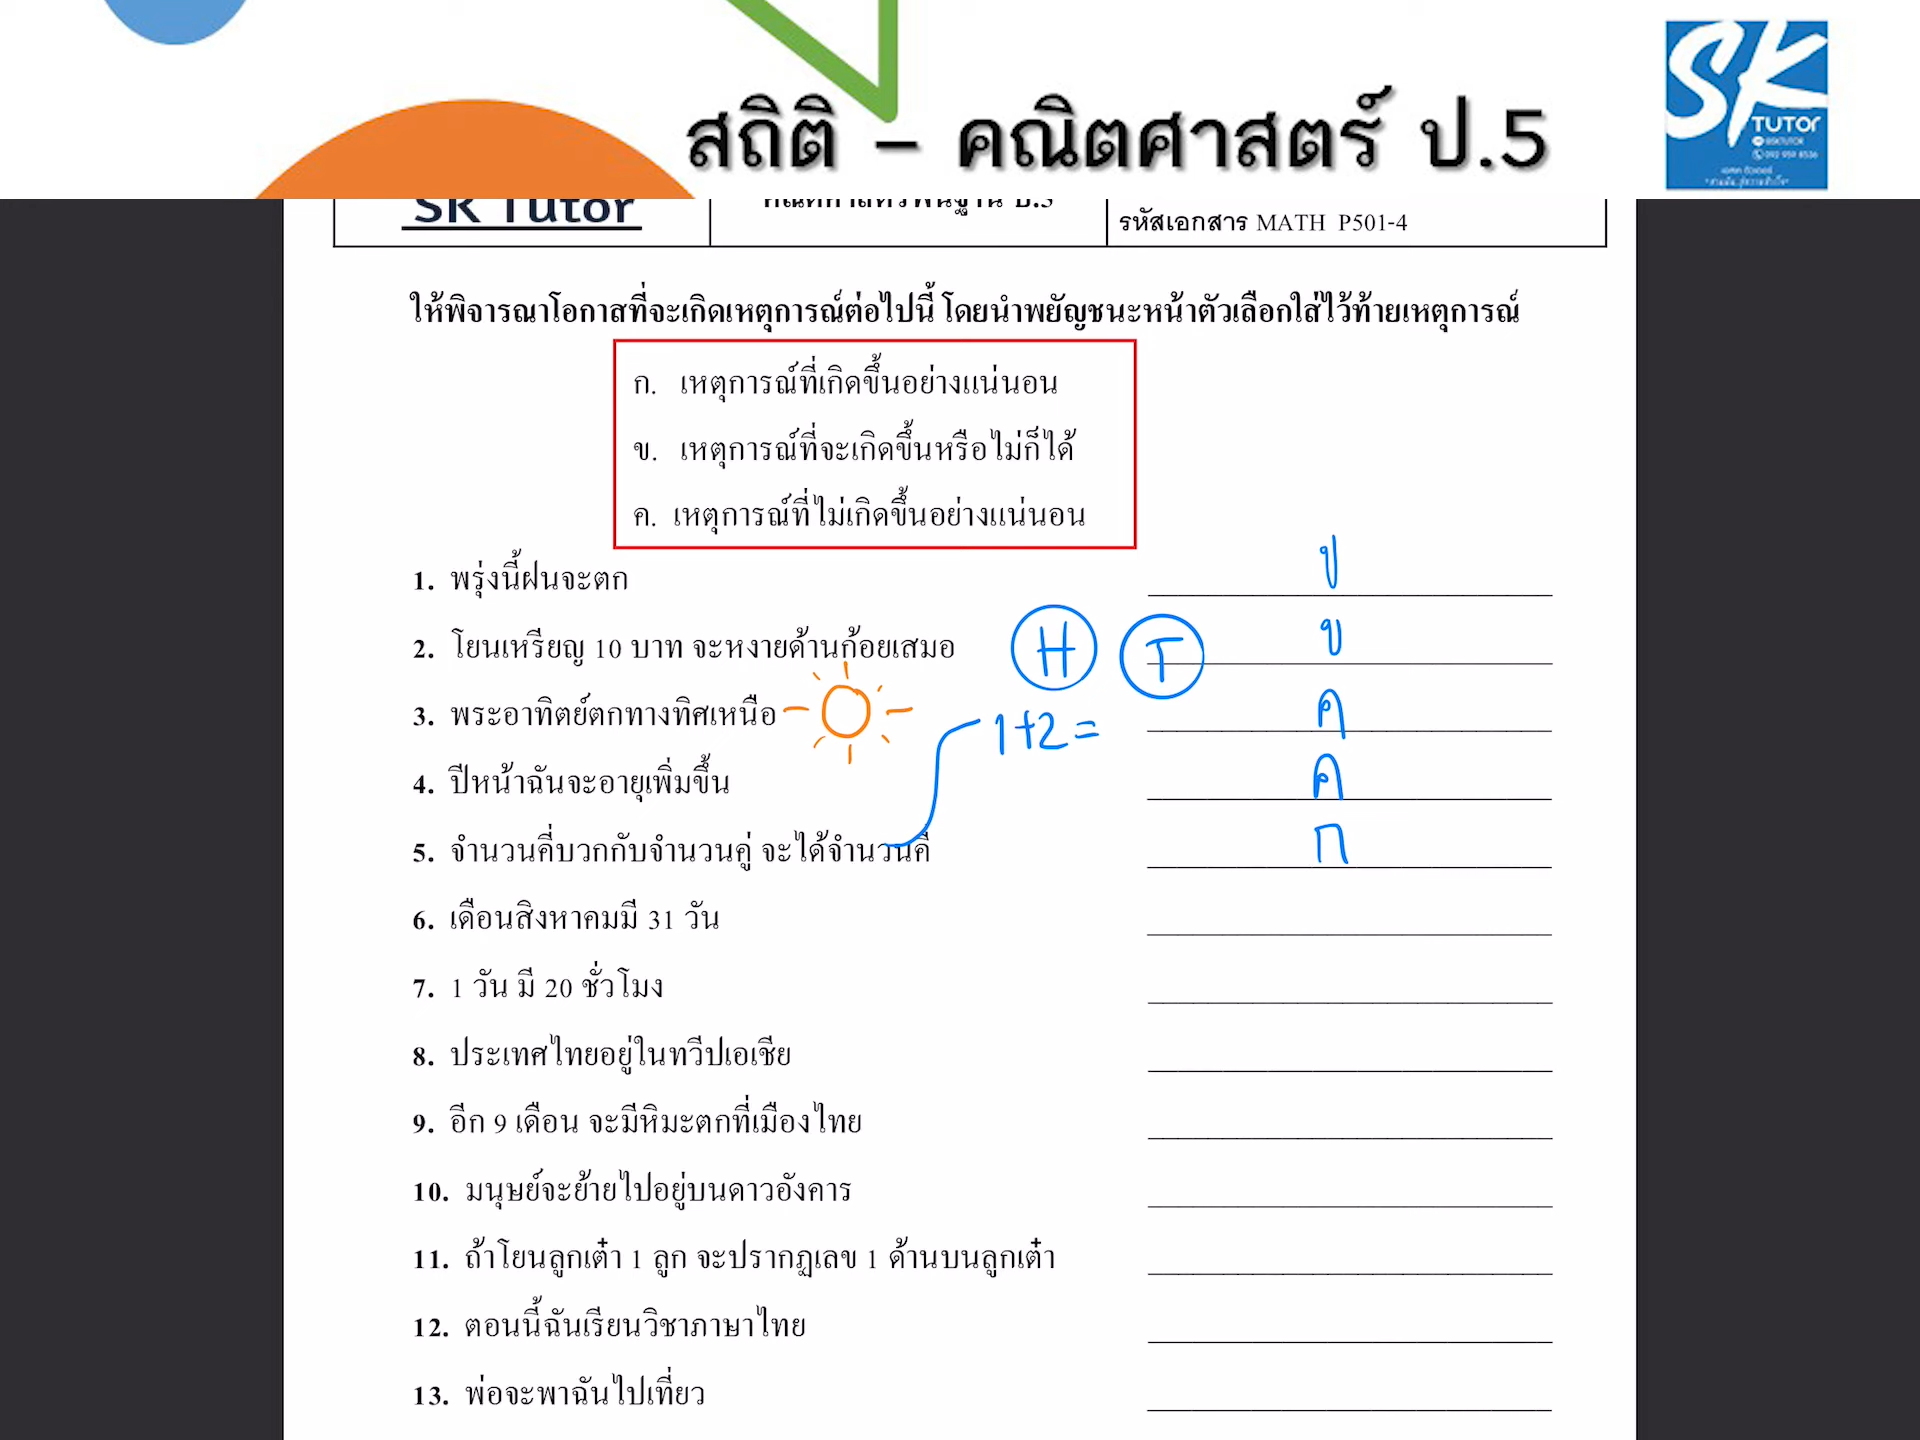 สถิติ – คณิตศาสตร์ ป.5
SK
TUTOR
SK Tutor
คณิตศาสตร์พื้นฐาน ป.5
รหัสเอกสาร MATH P501-4
ให้พิจารณาโอกาสที่จะเกิดเหตุการณ์ต่อไปนี้ โดยนำพยัญชนะหน้าตัวเลือกใส่ไว้ท้ายเหตุการณ์
ก. เหตุการณ์ที่เกิดขึ้นอย่างแน่นอน
ข. เหตุการณ์ที่จะเกิดขึ้นหรือไม่ก็ได้
ค. เหตุการณ์ที่ไม่เกิดขึ้นอย่างแน่นอน
1. พรุ่งนี้ฝนจะตก ข
2. โยนเหรียญ 10 บาท จะหงายด้านก้อยเสมอ H T ข
3. พระอาทิตย์ตกทางทิศเหนือ 1+2= ค
4. ปีหน้าฉันจะอายุเพิ่มขึ้น ค
5. จำนวนคี่บวกกับจำนวนคู่ จะได้จำนวนคี่ ก
6. เดือนสิงหาคมมี 31 วัน
7. 1 วัน มี 20 ชั่วโมง
8. ประเทศไทยอยู่ในทวีปเอเชีย
9. อีก 9 เดือน จะมีหิมะตกที่เมืองไทย
10. มนุษย์จะย้ายไปอยู่บนดาวอังคาร
11. ถ้าโยนลูกเต๋า 1 ลูก จะปรากฏเลข 1 ด้านบนลูกเต๋า
12. ตอนนี้ฉันเรียนวิชาภาษาไทย
13. พ่อจะพาฉันไปเที่ยว